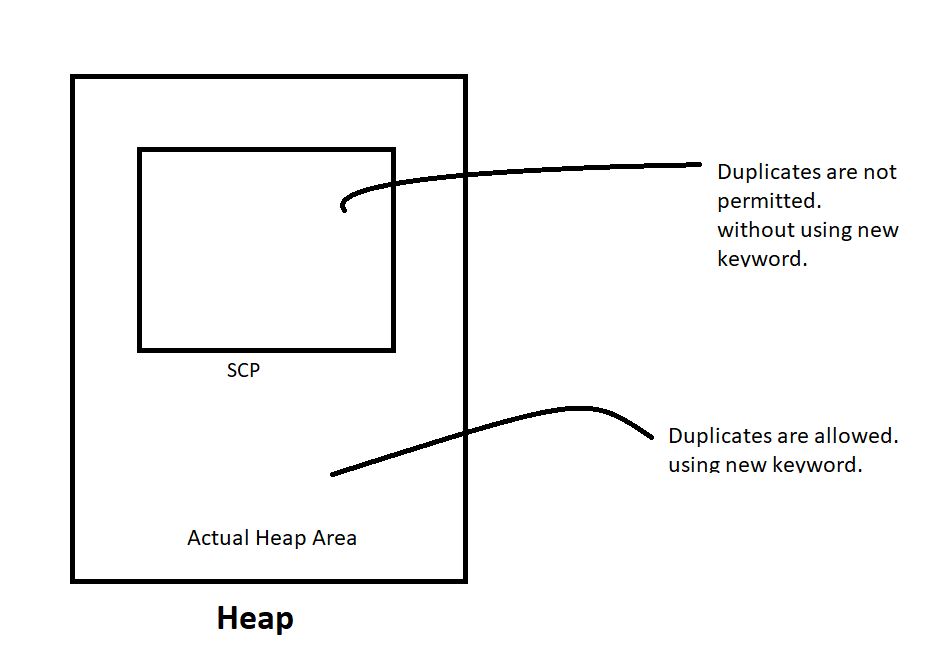 Duplicates are not
permitted.
without using new
keyword.
SCP
Duplicates are allowed.
using new keyword.
Actual Heap Area
Heap